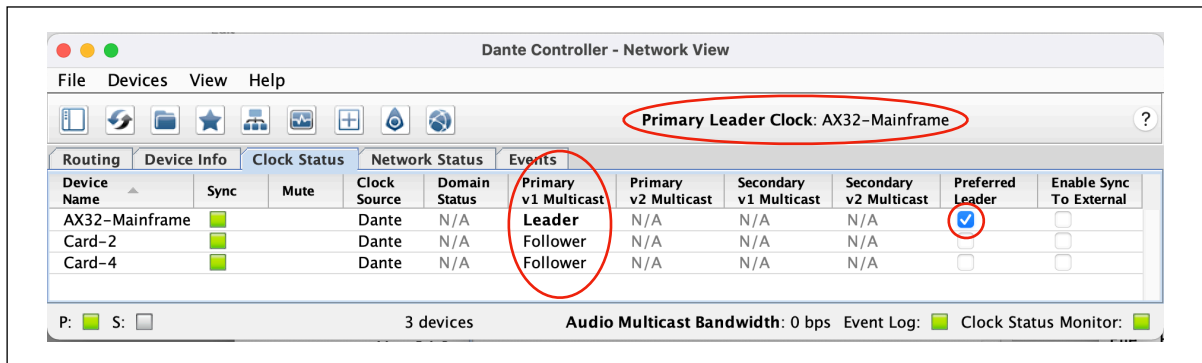 Dante Controller - Network View
File Devices View Help
Primary Leader Clock: AX32-Mainframe ?
Routing Device Info Clock Status Network Status Events
Device Name Sync Mute Clock Source Domain Status Primary v1 Multicast Primary v2 Multicast Secondary v1 Multicast Secondary v2 Multicast Preferred Leader Enable Sync To External
AX32-Mainframe Dante N/A Leader N/A N/A N/A
Card-2 Dante N/A Follower N/A N/A N/A
Card-4 Dante N/A Follower N/A N/A N/A
P: S: 3 devices Audio Multicast Bandwidth: 0 bps Event Log: Clock Status Monitor: